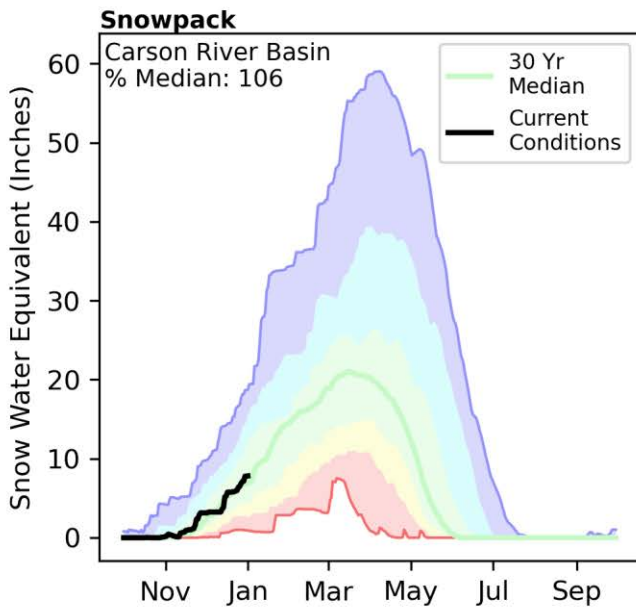 Snowpack
Carson River Basin
% Median: 106
30 Yr
Median
Current
Conditions
Snow Water Equivalent (Inches)
60
50
40
30
20
10
0
Nov
Jan
Mar
May
Jul
Sep